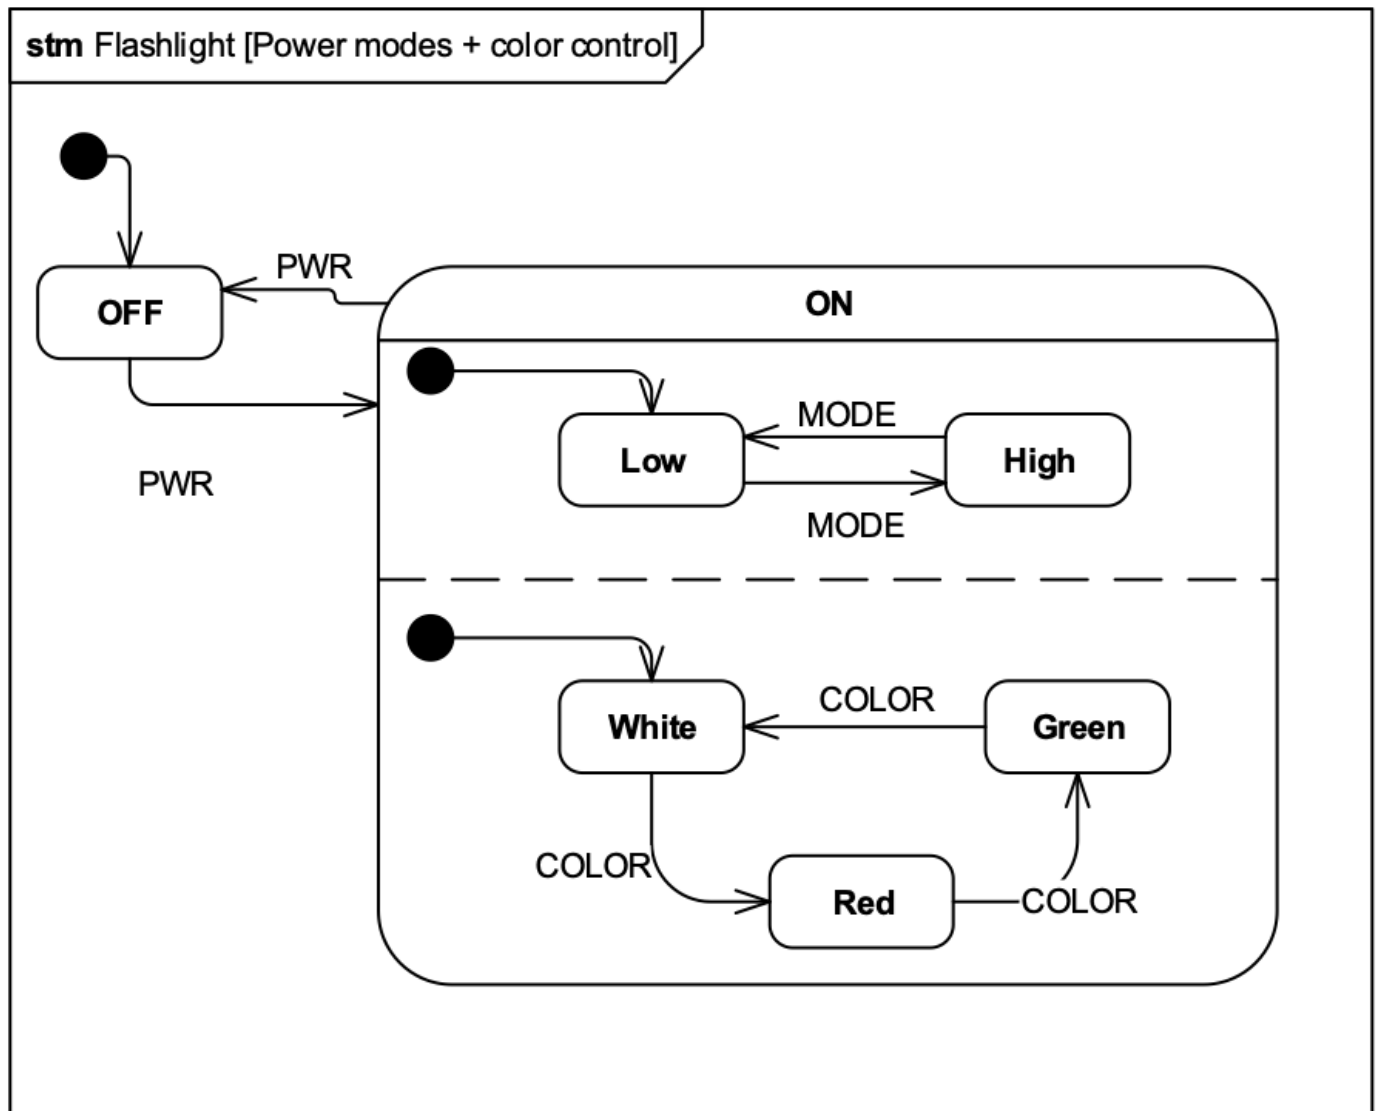 stm Flashlight [Power modes + color control]
PWR
OFF
ON
PWR
MODE
Low
High
MODE
COLOR
White
Green
COLOR
Red
COLOR